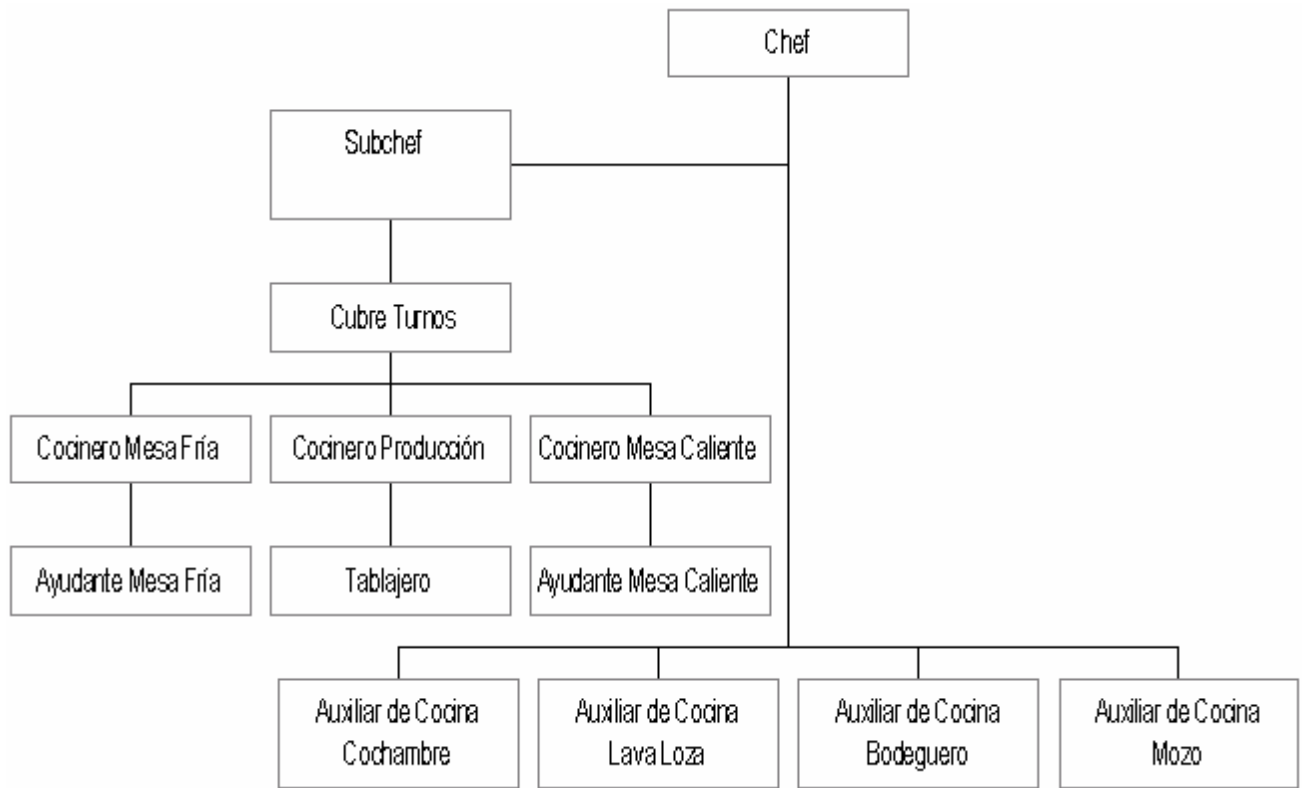 Chef
Subchef
Cubre Turnos
Cocinero Mesa Fría
Cocinero Producción
Cocinero Mesa Caliente
Ayudante Mesa Fría
Tablajero
Ayudante Mesa Caliente
Auxiliar de Cocina
Cochambre
Auxiliar de Cocina
Lava Loza
Auxiliar de Cocina
Bodeguero
Auxiliar de Cocina
Mozo